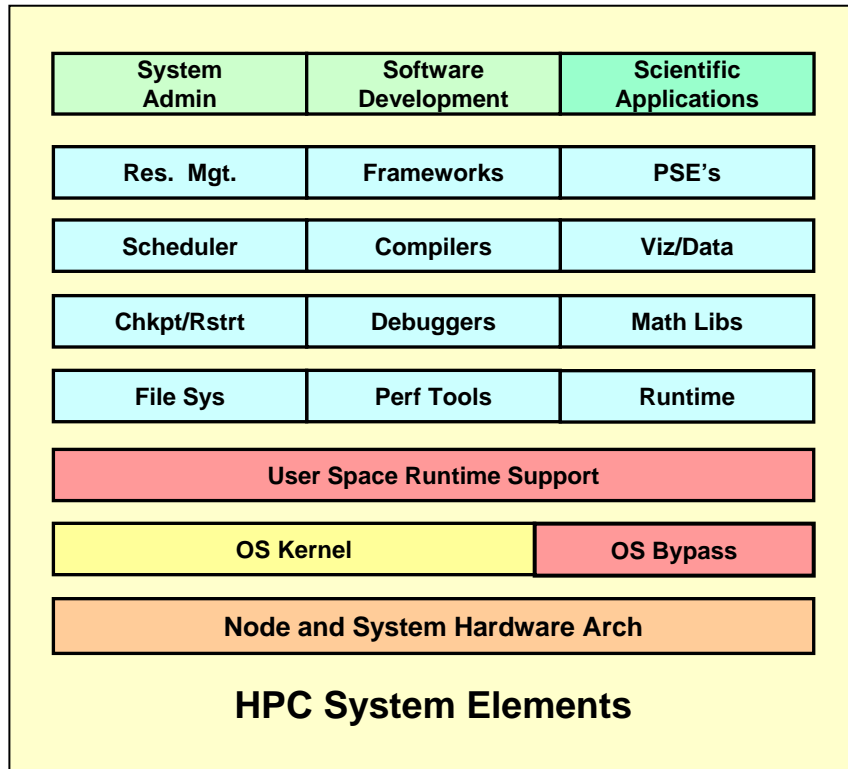 System
Admin
Software
Development
Scientific
Applications
Res. Mgt.
Frameworks
PSE's
Scheduler
Compilers
Viz/Data
Chkpt/Rstrt
Debuggers
Math Libs
File Sys
Perf Tools
Runtime
User Space Runtime Support
OS Kernel
OS Bypass
Node and System Hardware Arch
HPC System Elements